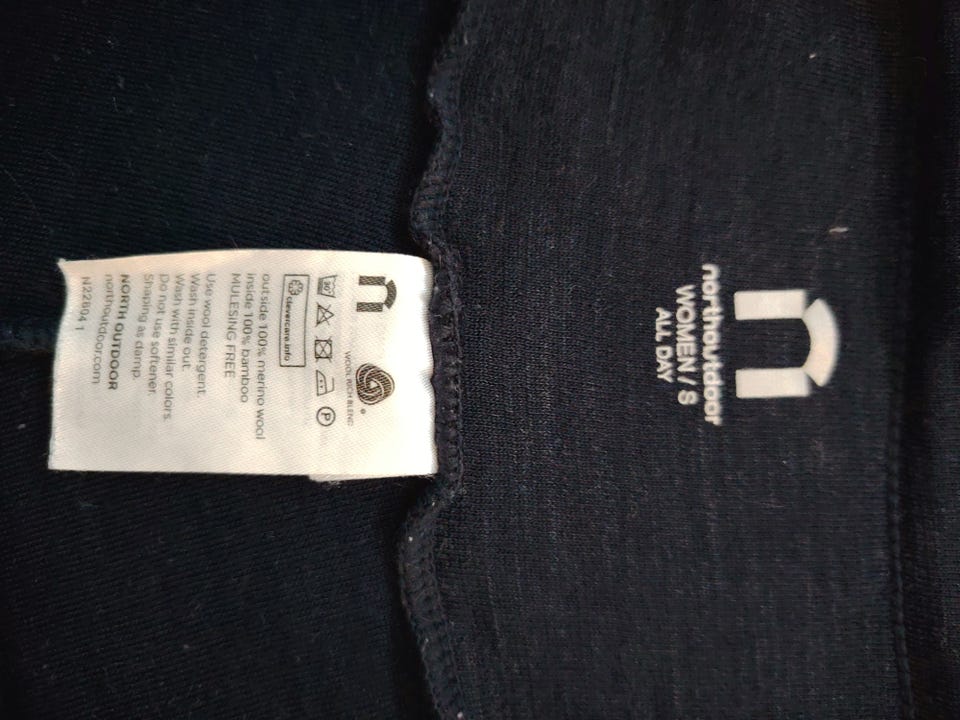 n
WOOL RICH BLEND
30
P
clevercare.info
outside 100% merino wool
inside 100% bamboo
MULESING FREE
Use wool detergent.
Wash inside out.
Wash with similar colors.
Do not use softener.
Shaping as damp.
NORTH OUTDOOR
northoutdoor.com
N22604 1
n
northoutdoor
WOMEN / S
ALL DAY